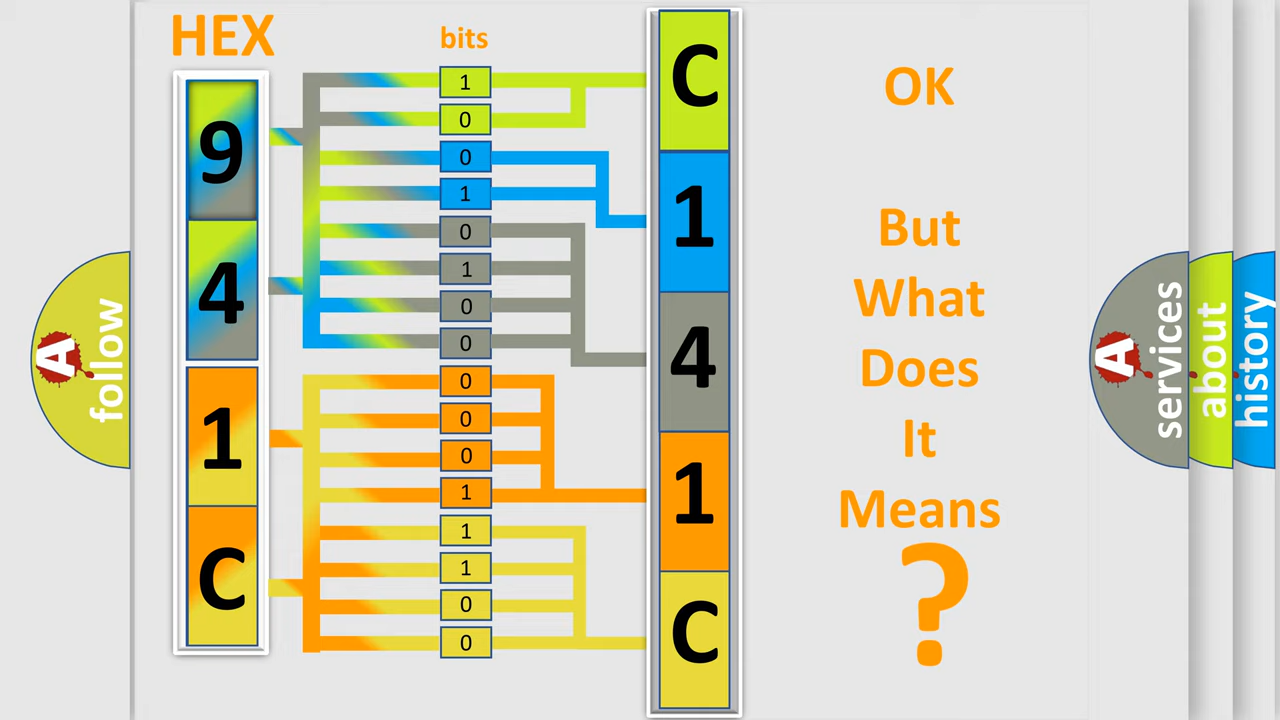 HEX
bits
9
4
1
C
1
0
0
1
0
1
0
0
0
0
0
1
1
1
0
0
C
1
4
1
C
OK
But
What
Does
It
Means
?
A
follow
A
services
about
history